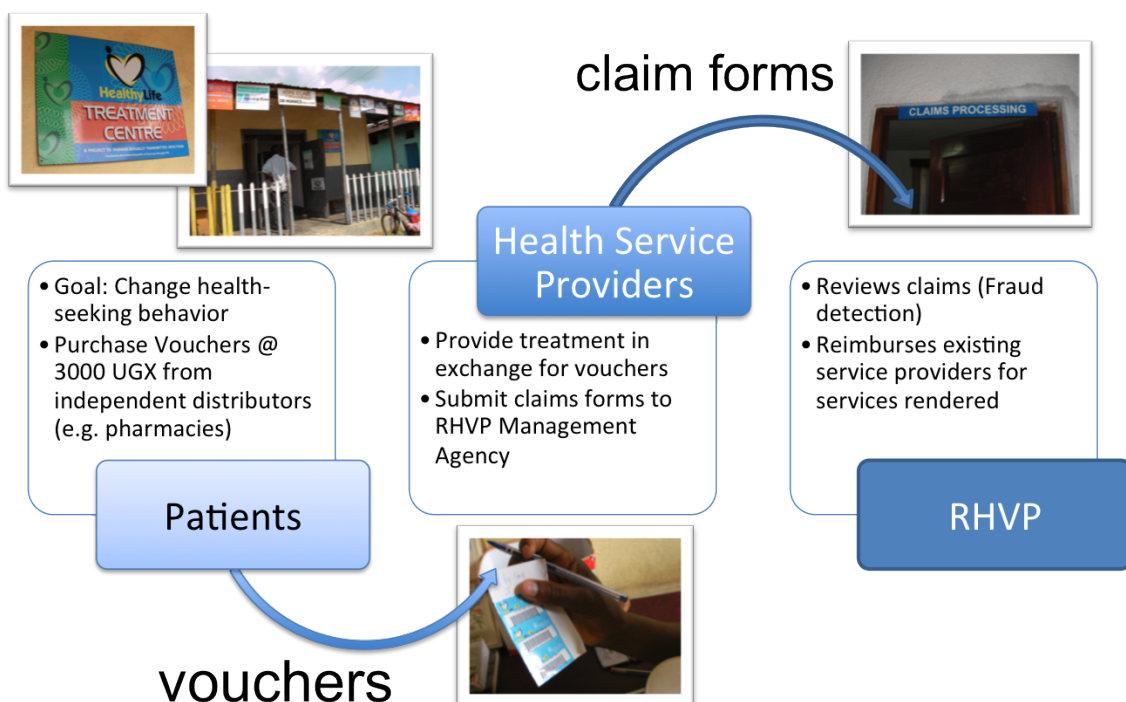 HealthyLife
TREATMENT
CENTRE
claim forms
CLAIMS PROCESSING
Health Service
Providers
• Goal: Change health-
seeking behavior
• Purchase Vouchers @
3000 UGX from
independent distributors
(e.g. pharmacies)
Patients
• Provide treatment in
exchange for vouchers
• Submit claims forms to
RHVP Management
Agency
• Reviews claims (Fraud
detection)
• Reimburses existing
service providers for
services rendered
RHVP
vouchers